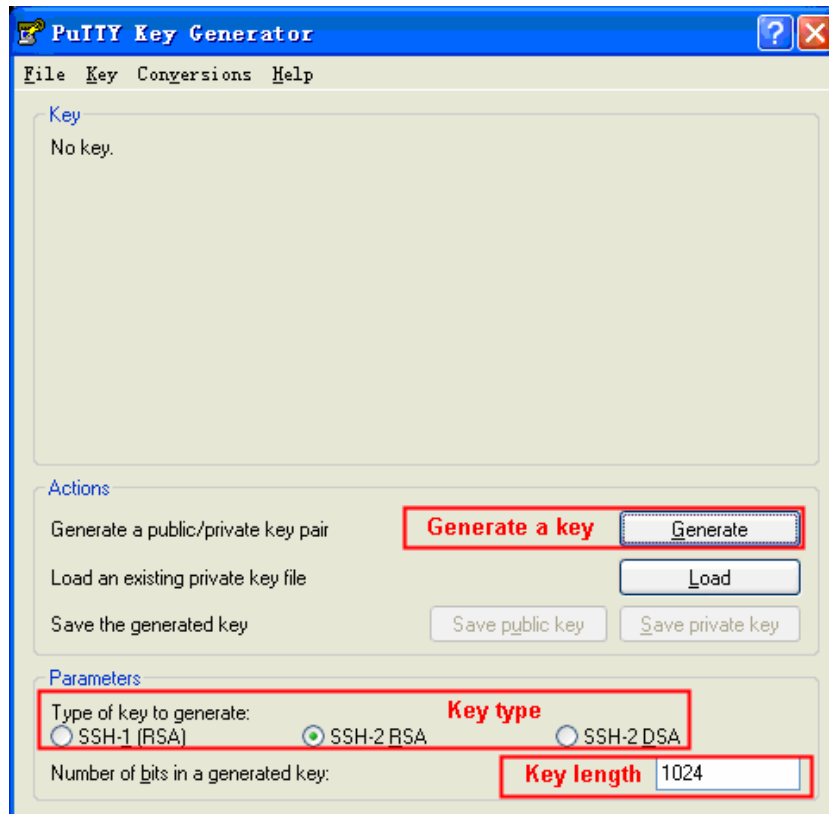 PuTTY Key Generator
File Key Conversions Help
Key
No key.
Actions
Generate a public/private key pair Generate a key Generate
Load an existing private key file Load
Save the generated key Save public key Save private key
Parameters
Type of key to generate: Key type
SSH-1 (RSA) SSH-2 RSA SSH-2 DSA
Number of bits in a generated key: Key length 1024